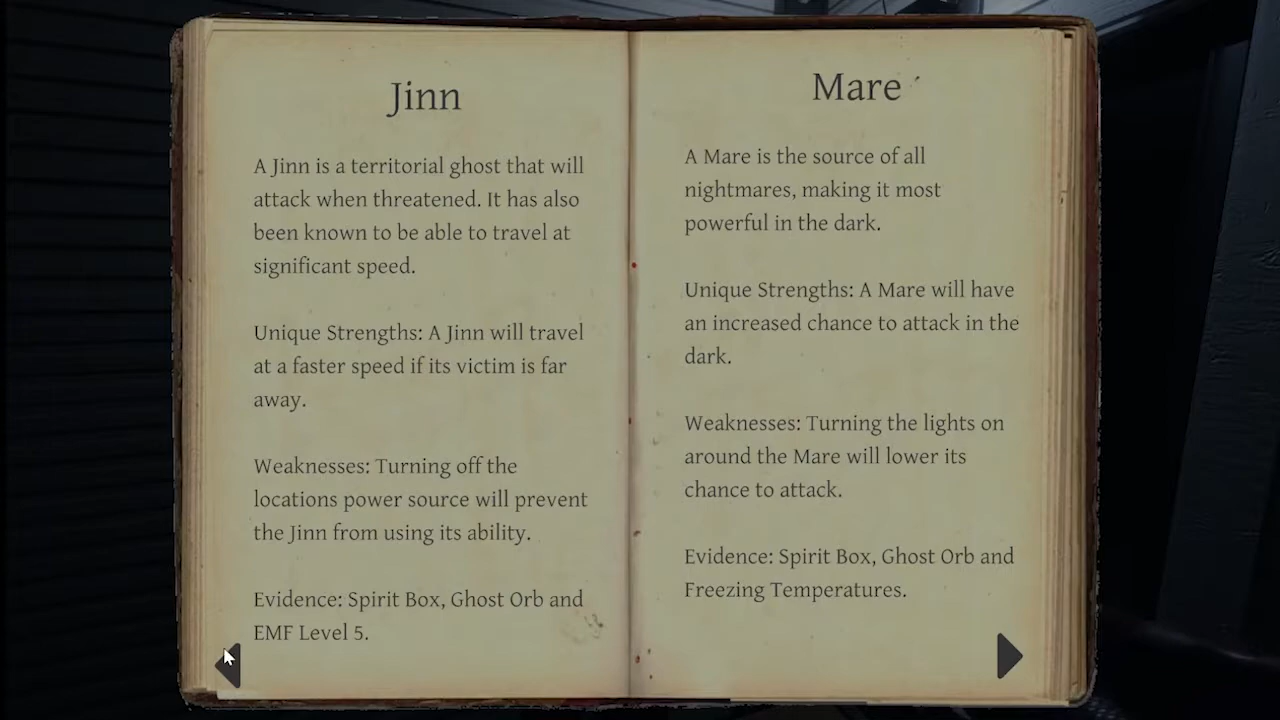 Jinn
A Jinn is a territorial ghost that will
attack when threatened. It has also
been known to be able to travel at
significant speed.
Unique Strengths: A Jinn will travel
at a faster speed if its victim is far
away.
Weaknesses: Turning off the
locations power source will prevent
the Jinn from using its ability.
Evidence: Spirit Box, Ghost Orb and
EMF Level 5.
Mare
A Mare is the source of all
nightmares, making it most
powerful in the dark.
Unique Strengths: A Mare will have
an increased chance to attack in the
dark.
Weaknesses: Turning the lights on
around the Mare will lower its
chance to attack.
Evidence: Spirit Box, Ghost Orb and
Freezing Temperatures.